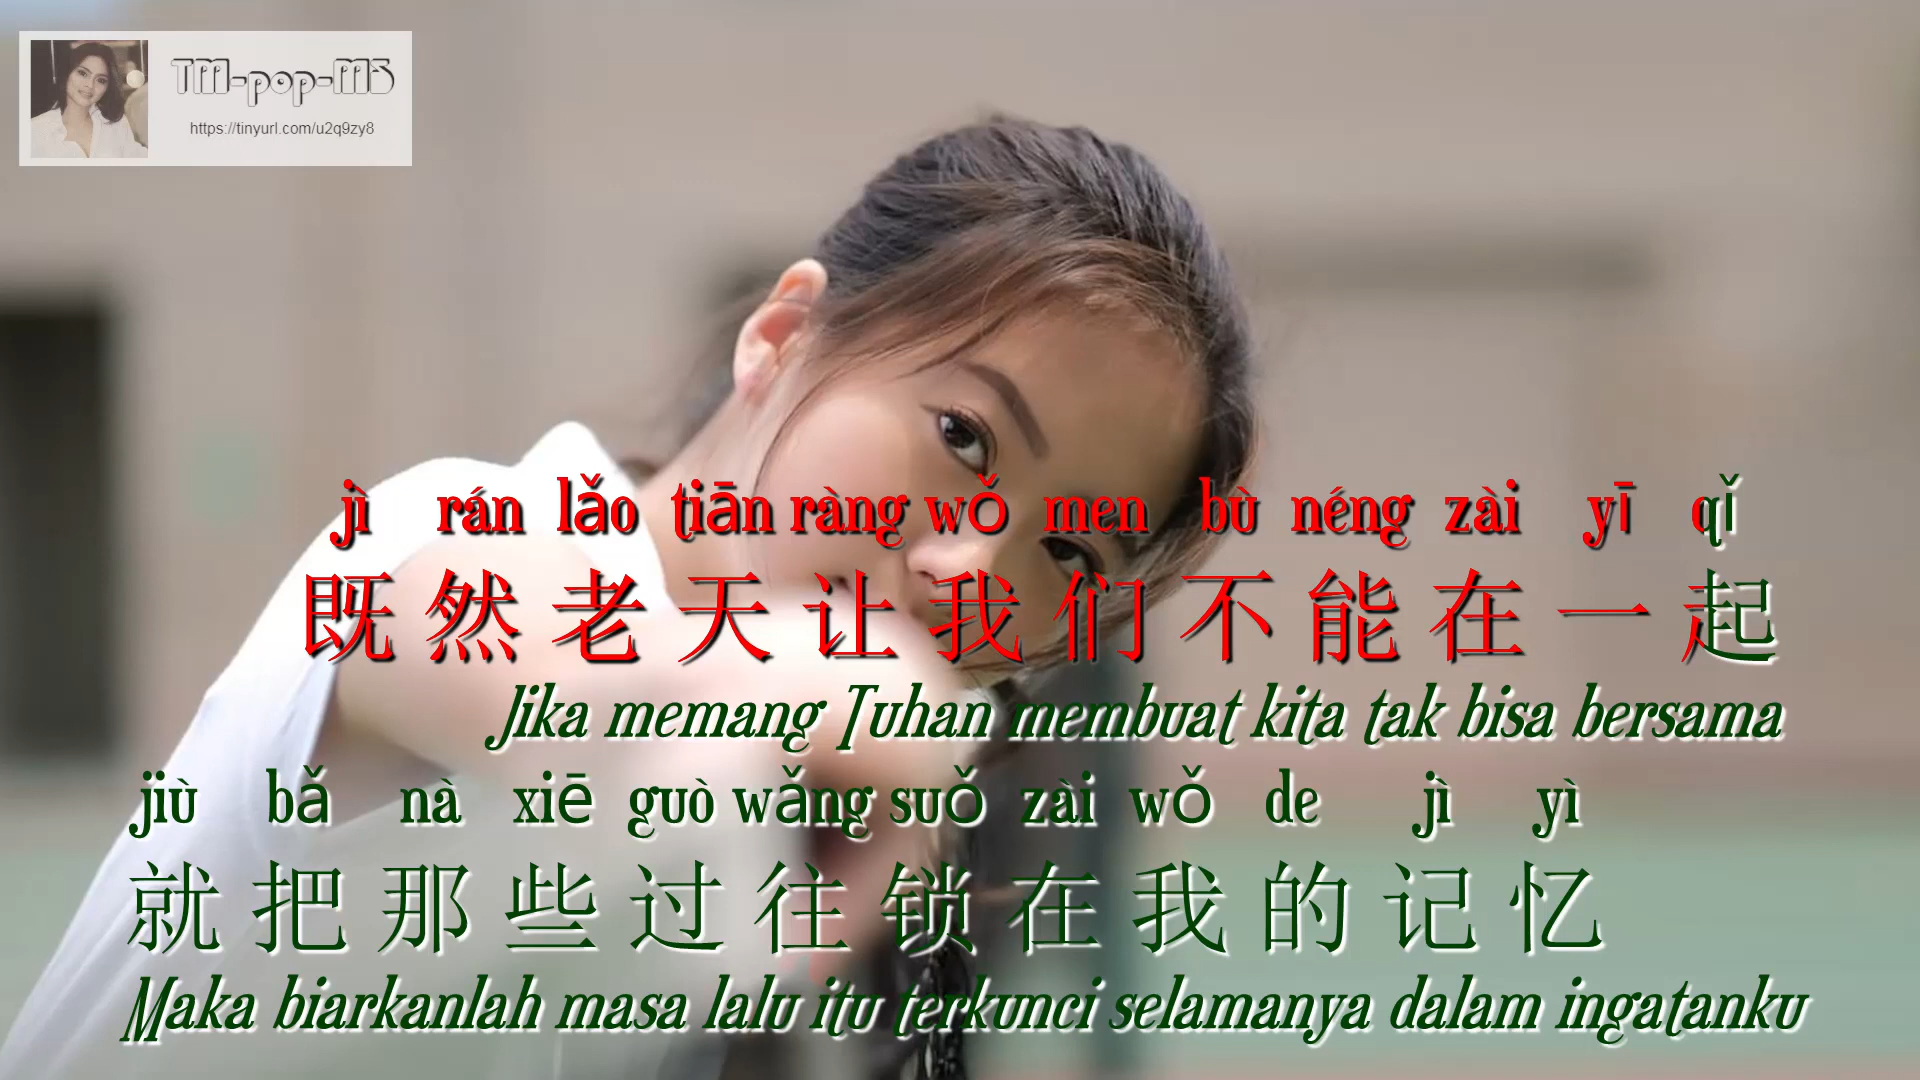 TM-pop-M3
https://tinyurl.com/u2q9zy8
jì rán lǎo tiān ràng wǒ men bù néng zài yī qǐ
既然老天让我们不能在一起
Jika memang Tuhan membuat kita tak bisa bersama
jiù bǎ nà xiē guò wǎng suǒ zài wǒ de jì yì
就把那些过往锁在我的记忆
Maka biarkanlah masa lalu itu terkunci selamanya dalam ingatanku